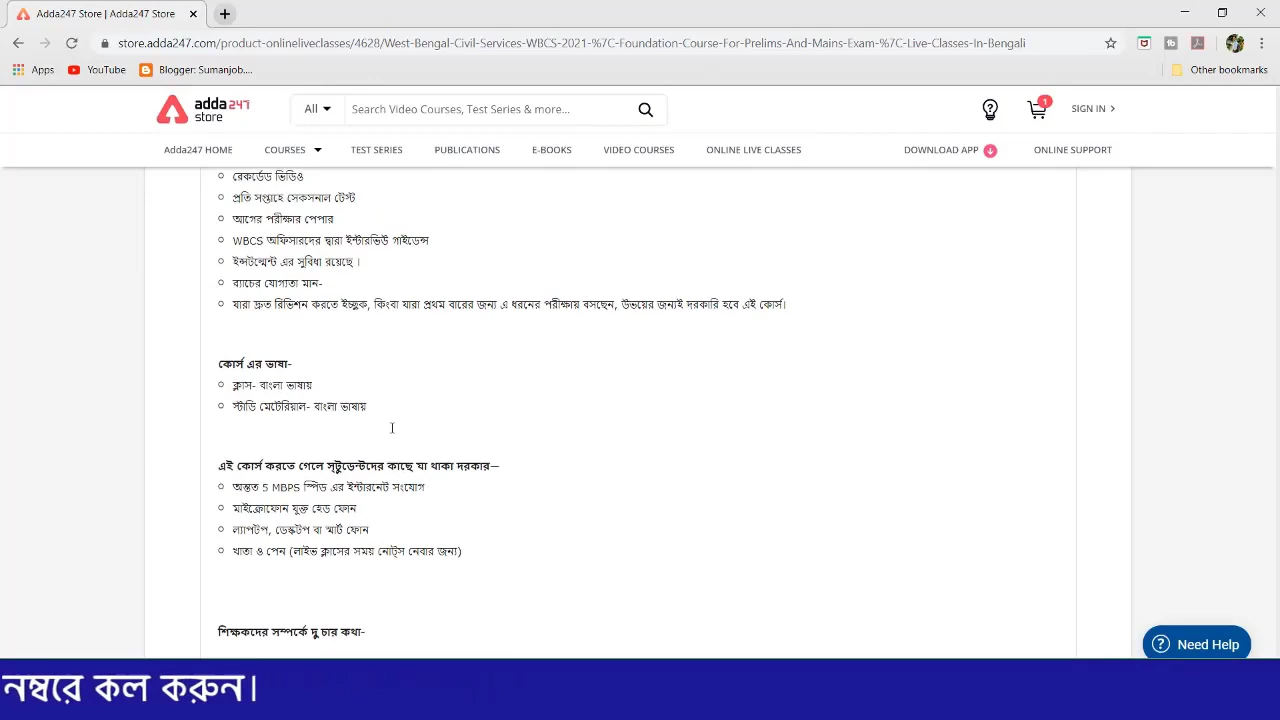 Adda247 Store | Adda247 Store
store.adda247.com/product-onlineliveclasses/4628/West-Bengal-Civil-Services-WBCS-2021-%7C-Foundation-Course-For-Prelims-And-Mains-Exam-%7C-Live-Classes-In-Bengali
Apps YouTube Blogger: Sumanjob.... Other bookmarks
adda247 store All Search Video Courses, Test Series & more... 1 SIGN IN
Adda247 HOME COURSES TEST SERIES PUBLICATIONS E-BOOKS VIDEO COURSES ONLINE LIVE CLASSES DOWNLOAD APP ONLINE SUPPORT
রেকর্ডেড ভিডিও
প্রতি সপ্তাহে সেকসনাল টেস্ট
আগের পরীক্ষার পেপার
WBCS অফিসারদের দ্বারা ইন্টারভিউ গাইডেন্স
ইন্সটল্মেন্ট এর সুবিধা রয়েছে ।
ব্যাচের যোগ্যতা মান-
যারা দ্রুত রিভিশন করতে ইচ্ছুক, কিংবা যারা প্রথম বারের জন্য এ ধরনের পরীক্ষায় বসছেন, উভয়ের জন্যই দরকারি হবে এই কোর্স।
কোর্স এর ভাষা-
ক্লাস- বাংলা ভাষায়
স্টাডি মেটেরিয়াল- বাংলা ভাষায়
এই কোর্স করতে গেলে স্টুডেন্টদের কাছে যা থাকা দরকার—
অন্তত 5 MBPS স্পিড এর ইন্টারনেট সংযোগ
মাইক্রোফোন যুক্ত হেড ফোন
ল্যাপটপ, ডেস্কটপ বা স্মার্ট ফোন
খাতা ও পেন (লাইভ ক্লাসের সময় নোট্স নেবার জন্য)
শিক্ষকদের সম্পর্কে দু চার কথা-
Need Help
নম্বরে কল করুন।